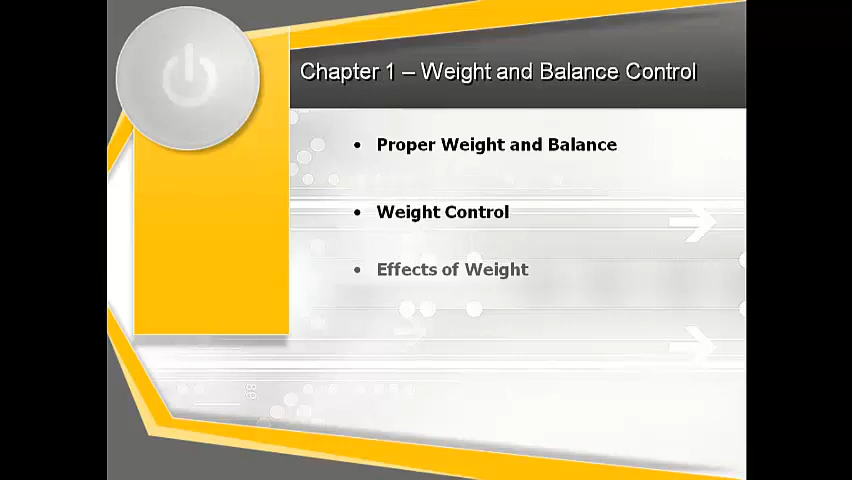 Chapter 1 – Weight and Balance Control
• Proper Weight and Balance
• Weight Control
• Effects of Weight